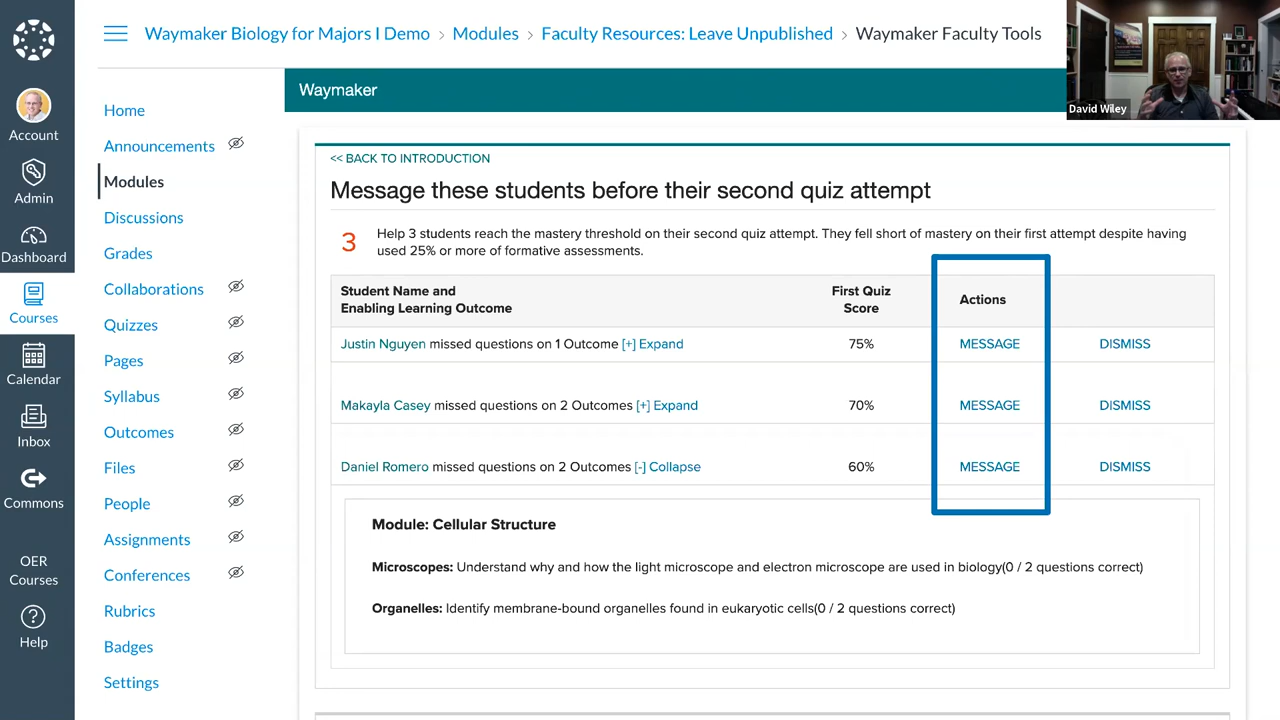 Waymaker Biology for Majors I Demo > Modules > Faculty Resources: Leave Unpublished > Waymaker Faculty Tools
David Wiley
Account
Admin
Dashboard
Courses
Calendar
Inbox
Commons
OER
Courses
Help
Home
Announcements
Modules
Discussions
Grades
Collaborations
Quizzes
Pages
Syllabus
Outcomes
Files
People
Assignments
Conferences
Rubrics
Badges
Settings
Waymaker
<< BACK TO INTRODUCTION
Message these students before their second quiz attempt
3
Help 3 students reach the mastery threshold on their second quiz attempt. They fell short of mastery on their first attempt despite having
used 25% or more of formative assessments.
Student Name and
Enabling Learning Outcome
First Quiz
Score
Actions
Justin Nguyen missed questions on 1 Outcome [+] Expand 75% MESSAGE DISMISS
Makayla Casey missed questions on 2 Outcomes [+] Expand 70% MESSAGE DISMISS
Daniel Romero missed questions on 2 Outcomes [-] Collapse 60% MESSAGE DISMISS
Module: Cellular Structure
Microscopes: Understand why and how the light microscope and electron microscope are used in biology(0 / 2 questions correct)
Organelles: Identify membrane-bound organelles found in eukaryotic cells(0 / 2 questions correct)